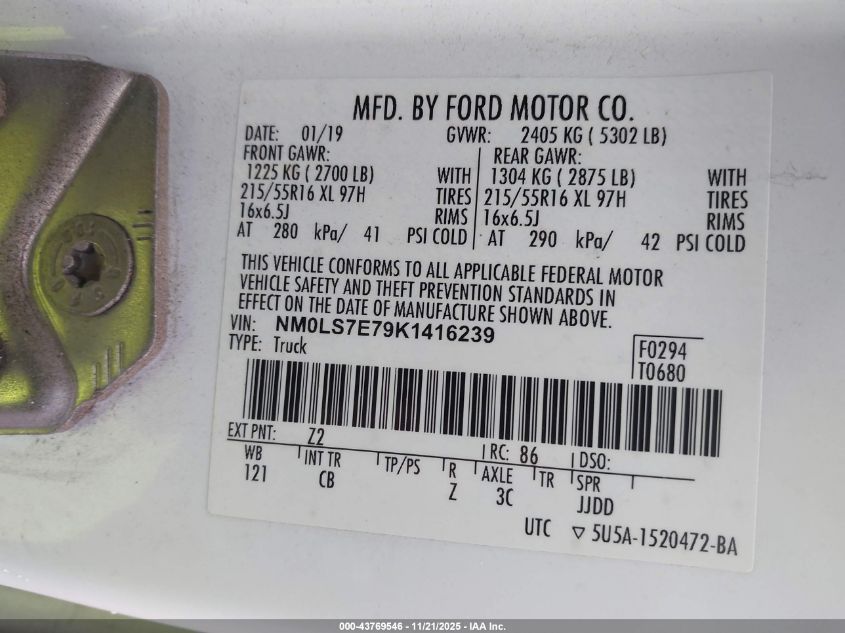 MFD. BY FORD MOTOR CO.
DATE: 01/19 GVWR: 2405 KG ( 5302 LB)
FRONT GAWR: REAR GAWR:
1225 KG ( 2700 LB) WITH 1304 KG ( 2875 LB) WITH
215/55R16 XL 97H TIRES 215/55R16 XL 97H TIRES
16x6.5J RIMS 16x6.5J RIMS
AT 280 kPa/ 41 PSI COLD AT 290 kPa/ 42 PSI COLD
THIS VEHICLE CONFORMS TO ALL APPLICABLE FEDERAL MOTOR
VEHICLE SAFETY AND THEFT PREVENTION STANDARDS IN
EFFECT ON THE DATE OF MANUFACTURE SHOWN ABOVE.
VIN: NM0LS7E79K1416239
TYPE: Truck
F0294
T0680
EXT PNT: Z2 RC: 86 DSO:
WB INT TR TP/PS R AXLE TR SPR
121 CB Z 3C JJDD
UTC ▽ 5U5A-1520472-BA
000-43769546 - 11/21/2025 - IAA Inc.